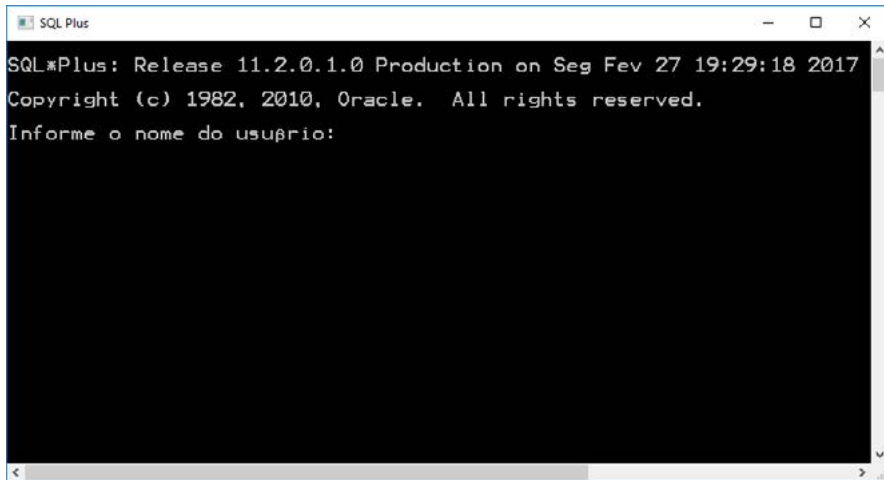 SQL Plus
SQL*Plus: Release 11.2.0.1.0 Production on Seg Fev 27 19:29:18 2017
Copyright (c) 1982, 2010, Oracle.  All rights reserved.
Informe o nome do usußrio: